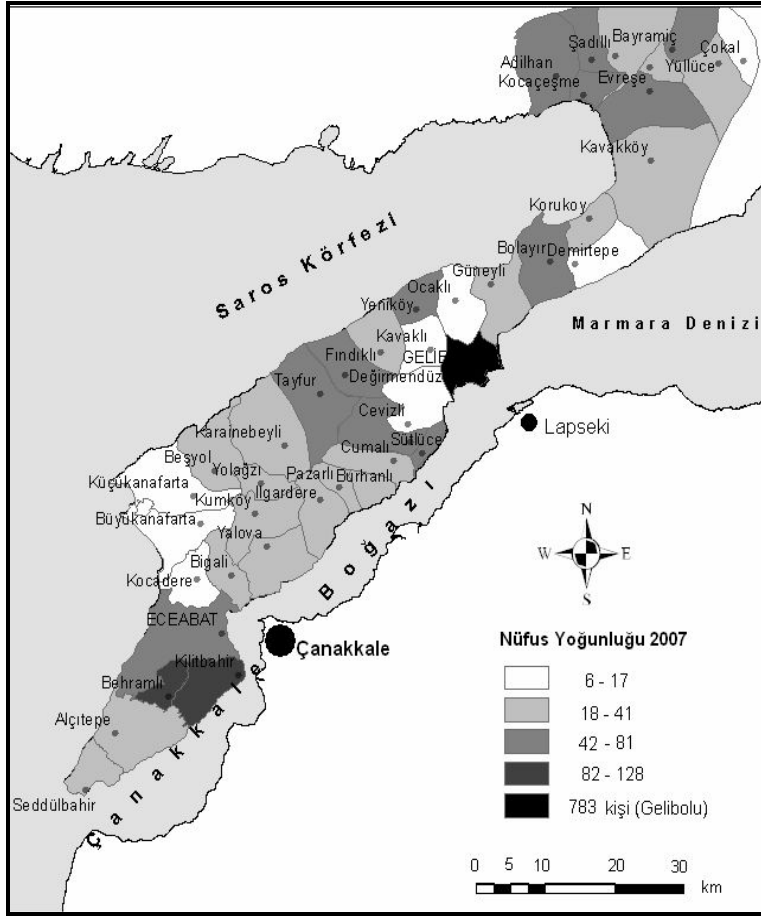 Şadıllı
Bayramiç
Çokal
Adilhan
Kocaçeşme
Evreşe
Yüllüce
Kavakköy
Koruköy
Bolayır
Demirtepe
Güneyli
Ocaklı
Yeniköy
Saros Körfezi
Marmara Denizi
Kavaklı
GELİB
Fındıklı
Değirmendüz
Tayfur
Cevizli
Lapseki
Karainebeyli
Cumalı
Sütlüce
Beşyol
Yolağzı
Pazarlı
Burhanlı
Küçükanafarta
Kumköy
Ilgardere
Büyükanafarta
Yalova
Bigali
Kocadere
ECEABAT
Kilitbahir
Behramlı
Çanakkale
Alçıtepe
Seddülbahir
Çanakkale Boğazı
N
W E
S
Nüfus Yoğunluğu 2007
6 - 17
18 - 41
42 - 81
82 - 128
783 kişi (Gelibolu)
0 5 10 20 30
km